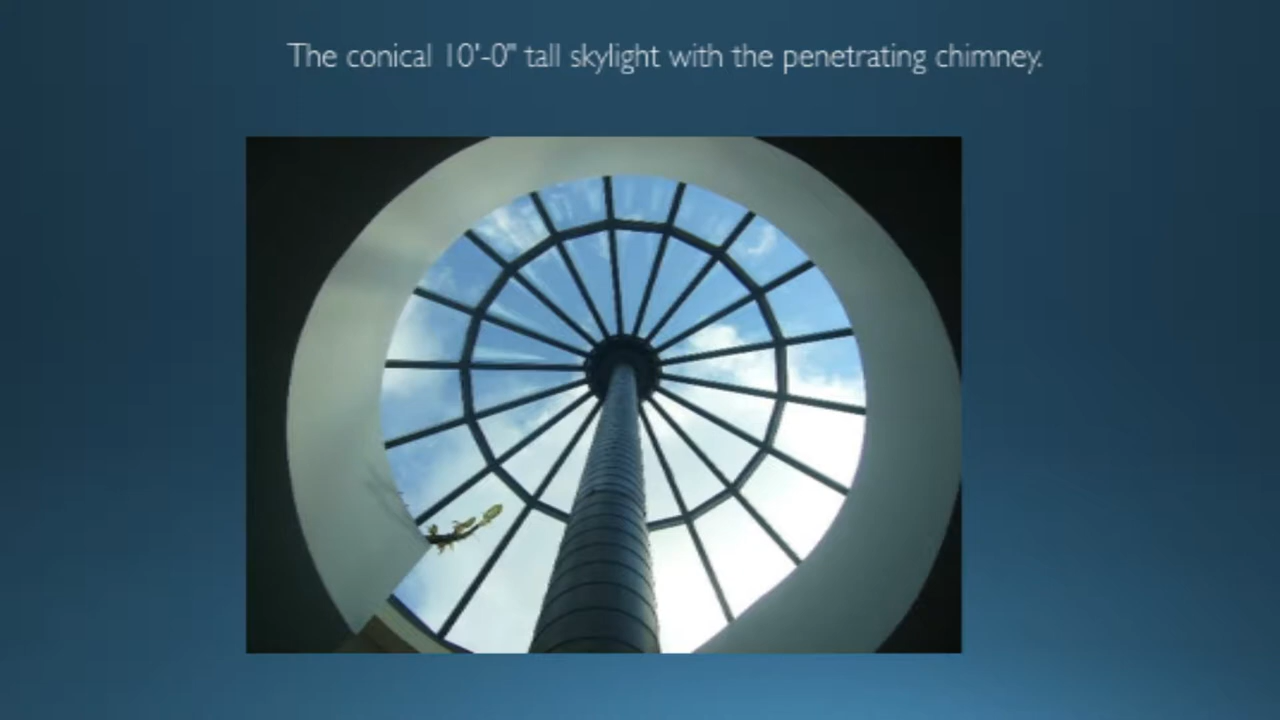 The conical 10'-0" tall skylight with the penetrating chimney.